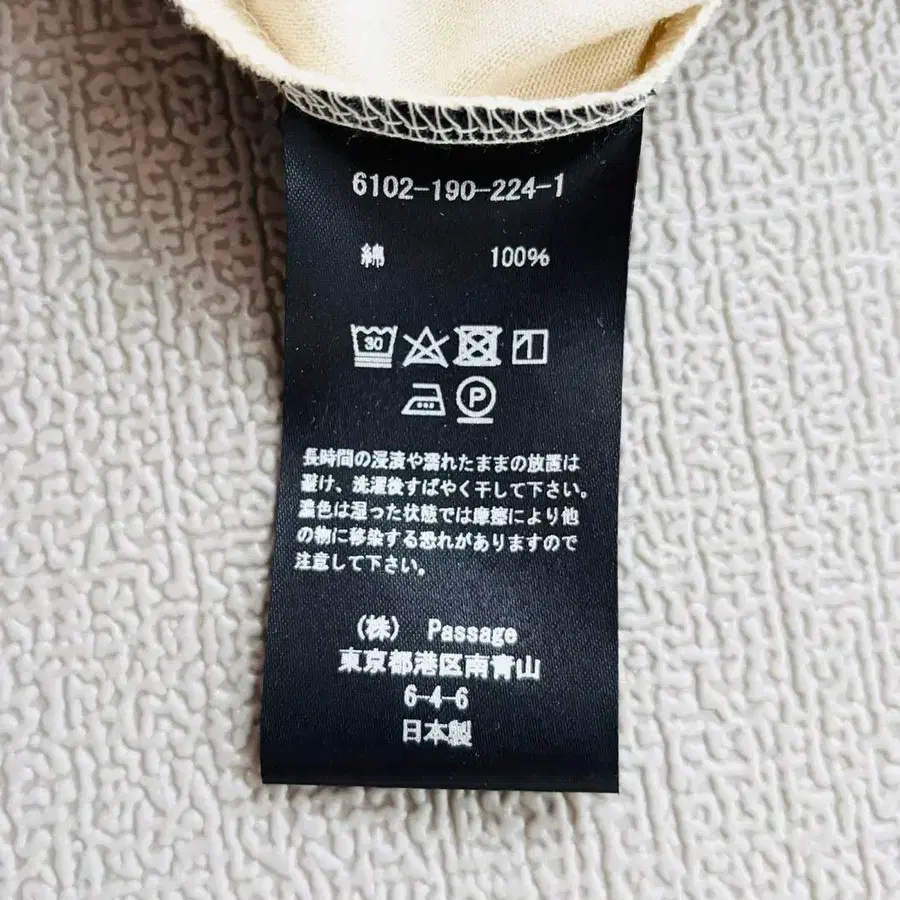 6102-190-224-1
綿 100%
30
P
長時間の浸漬や濡れたままの放置は
避け、洗濯後すばやく干して下さい。
濃色は湿った状態では摩擦により他
の物に移染する恐れがありますので
注意して下さい。
(株) Passage
東京都港区南青山
6-4-6
日本製